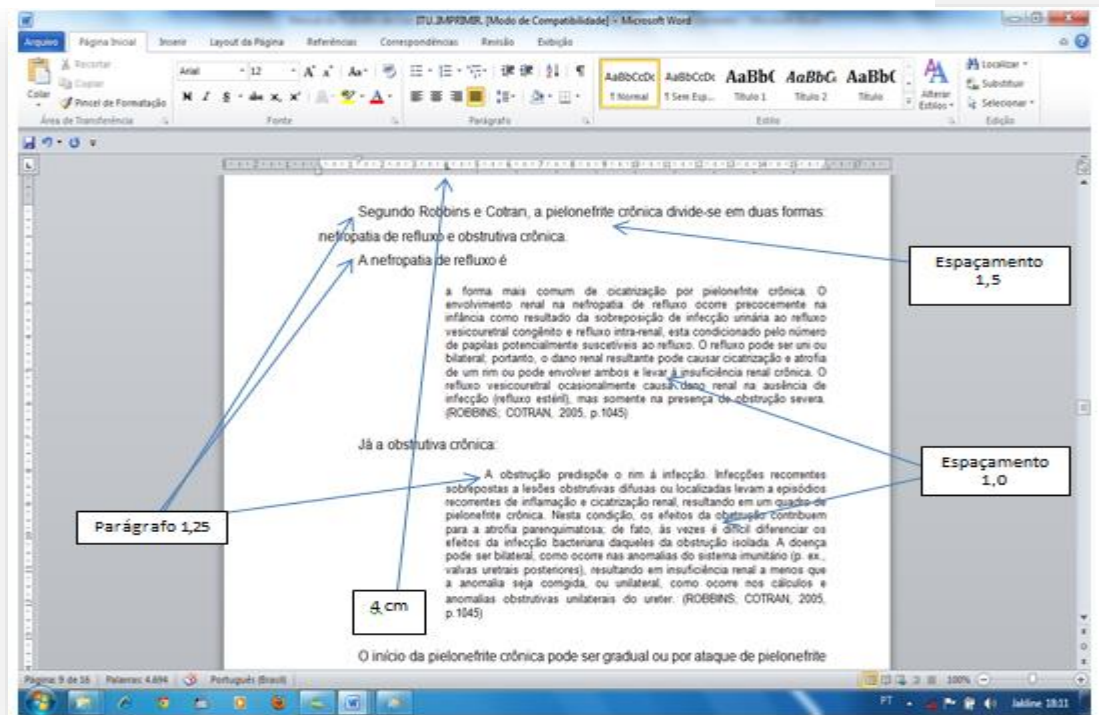 ITU.IMPRIMIR. [Modo de Compatibilidade] - Microsoft Word
Arquivo Página Inicial Inserir Layout da Página Referências Correspondências Revisão Exibição
Recortar
Copiar
Colar
Pincel de Formatação
Área de Transferência
Arial 12
N I S abc x, x²
Fonte
Parágrafo
AaBbCcDc AaBbCcDc AaBbC AaBbCc AaBbC
¶ Normal ¶ Sem Esp... Título 1 Título 2 Título
Alterar Estilos
Estilo
Localizar
Substituir
Selecionar
Edição
Segundo Robbins e Cotran, a pielonefrite crônica divide-se em duas formas:
nefropatia de refluxo e obstrutiva crônica.
A nefropatia de refluxo é
a forma mais comum de cicatrização por pielonefrite crônica. O
envolvimento renal na nefropatia de refluxo ocorre precocemente na
infância como resultado da sobreposição de infecção urinária ao refluxo
vesicouretral congênito e refluxo intra-renal, esta condicionado pelo número
de papilas potencialmente suscetíveis ao refluxo. O refluxo pode ser uni ou
bilateral; portanto, o dano renal resultante pode causar cicatrização e atrofia
de um rim ou pode envolver ambos e levar á insuficiência renal crônica. O
refluxo vesicouretral ocasionalmente causa dano renal na ausência de
infecção (refluxo estéril), mas somente na presença de obstrução severa.
(ROBBINS; COTRAN, 2005, p.1045)
Já a obstrutiva crônica:
A obstrução predispõe o rim á infecção. Infecções recorrentes
sobrepostas a lesões obstrutivas difusas ou localizadas levam a episódios
recorrentes de inflamação e cicatrização renal, resultando em um quadro de
pielonefrite crônica. Nesta condição, os efeitos da obstrução contribuem
para a atrofia parenquimatosa; de fato, às vezes é difícil diferenciar os
efeitos da infecção bacteriana daqueles da obstrução isolada. A doença
pode ser bilateral, como ocorre nas anomalias do sistema imunitário (p. ex.,
valvas uretrais posteriores), resultando em insuficiência renal a menos que
a anomalia seja corrigida, ou unilateral, como ocorre nos cálculos e
anomalias obstrutivas unilaterais do ureter. (ROBBINS; COTRAN, 2005,
p.1045)
O início da pielonefrite crônica pode ser gradual ou por ataque de pielonefrite
Espaçamento
1,5
Espaçamento
1,0
Parágrafo 1,25
4 cm
Página: 9 de 16 Palavras: 4.694 Português (Brasil) 100%
PT Jakline 18:11